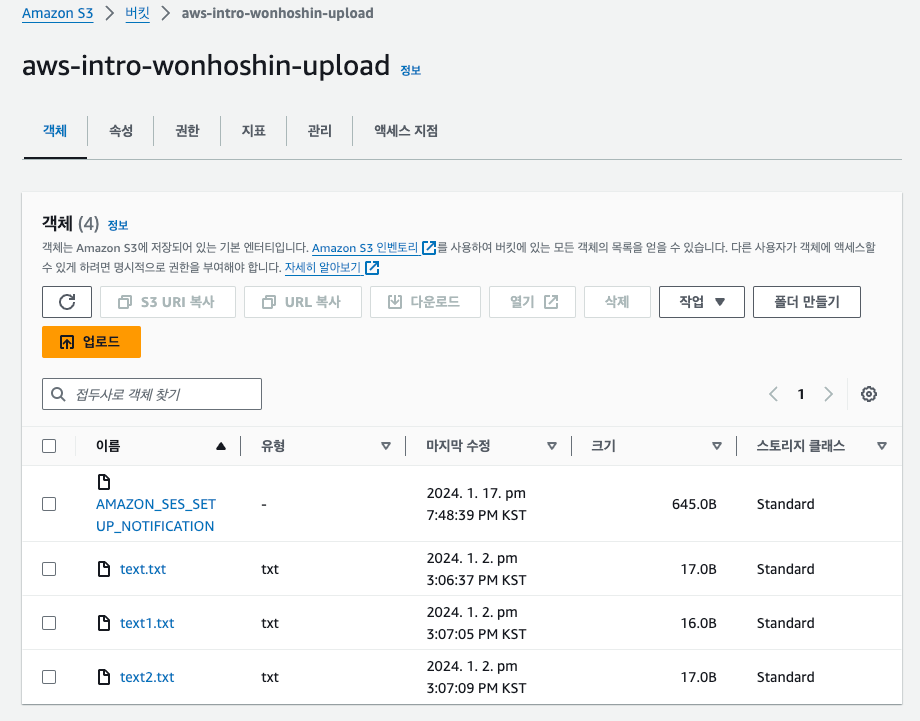 Amazon S3 > 버킷 > aws-intro-wonhoshin-upload
aws-intro-wonhoshin-upload 정보
객체 속성 권한 지표 관리 액세스 지점
객체 (4) 정보
객체는 Amazon S3에 저장되어 있는 기본 엔터티입니다. Amazon S3 인벤토리 를 사용하여 버킷에 있는 모든 객체의 목록을 얻을 수 있습니다. 다른 사용자가 객체에 액세스할
수 있게 하려면 명시적으로 권한을 부여해야 합니다. 자세히 알아보기
S3 URI 복사 URL 복사 다운로드 열기 삭제 작업 ▼ 폴더 만들기
업로드
접두사로 객체 찾기 < 1 >
이름 ▲ 유형 ▽ 마지막 수정 ▽ 크기 ▽ 스토리지 클래스 ▽
AMAZON_SES_SET
UP_NOTIFICATION
-
2024. 1. 17. pm
7:48:39 PM KST
645.0B
Standard
text.txt
txt
2024. 1. 2. pm
3:06:37 PM KST
17.0B
Standard
text1.txt
txt
2024. 1. 2. pm
3:07:05 PM KST
16.0B
Standard
text2.txt
txt
2024. 1. 2. pm
3:07:09 PM KST
17.0B
Standard